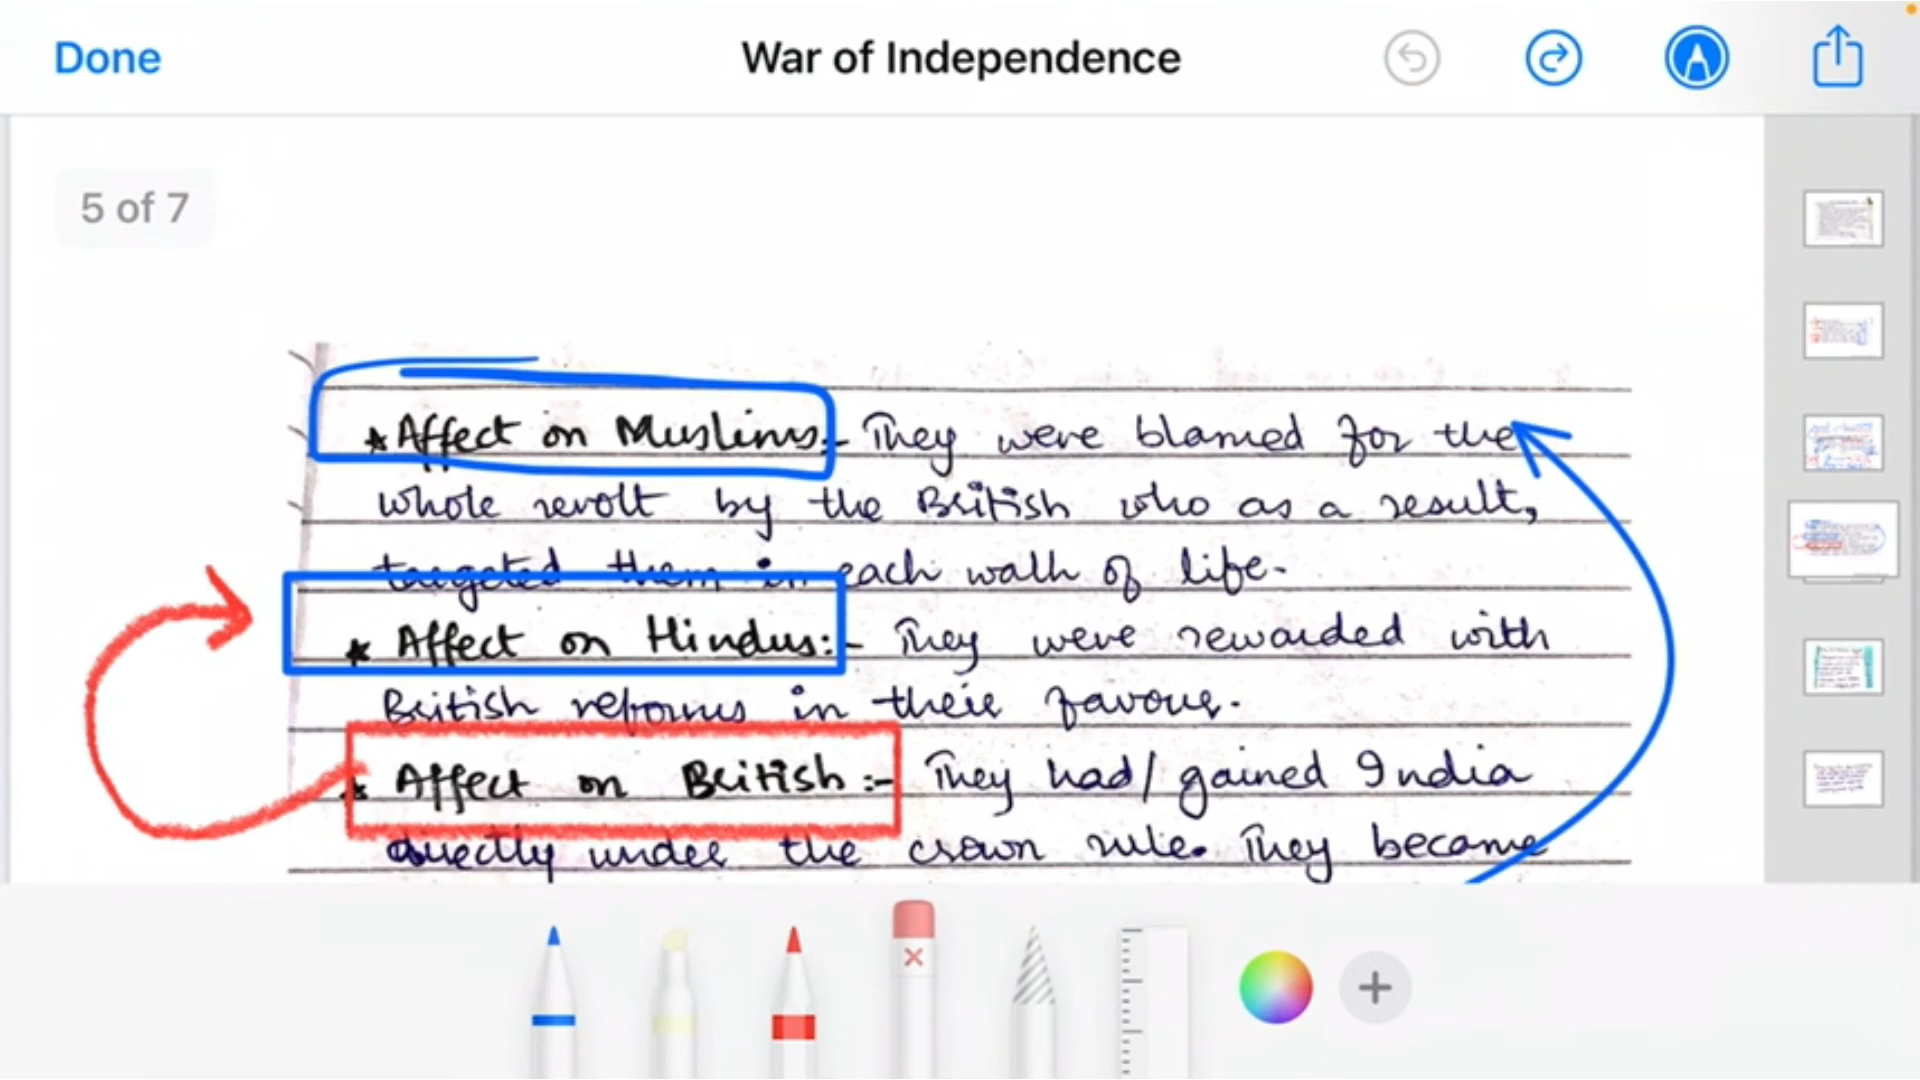 Done
War of Independence
5 of 7
★ Affect on Muslims:- They were blamed for the
whole revolt by the British who as a result,
targeted them in each walk of life.
★ Affect on Hindus:- They were rewarded with
British reforms in their favour.
★ Affect on British:- They had/gained India
directly under the crown rule. They became